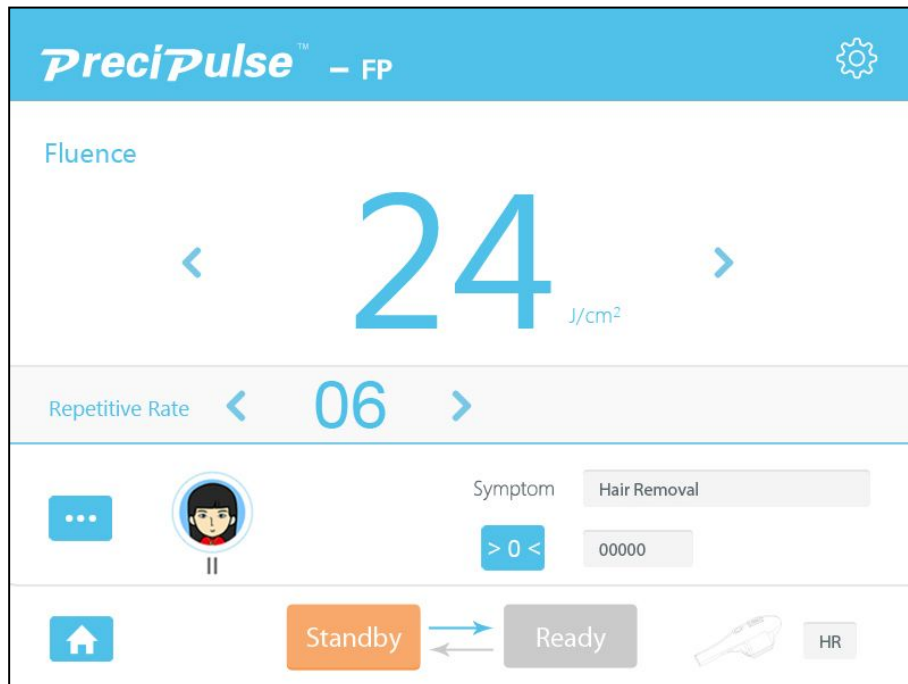 PreciPulse™ – FP
Fluence
24
J/cm²
Repetitive Rate 06
Symptom Hair Removal
...
II
> 0 < 00000
Standby Ready HR